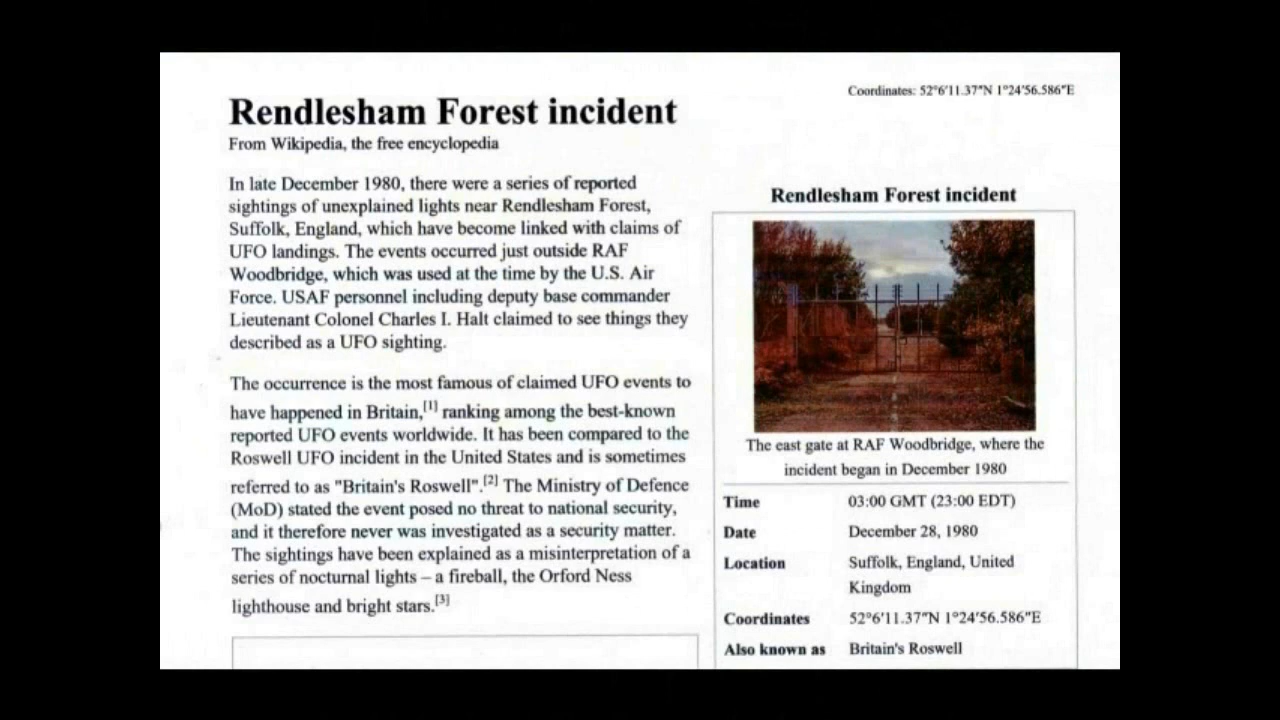 Coordinates: 52°6′11.37″N 1°24′56.586″E
Rendlesham Forest incident
From Wikipedia, the free encyclopedia
In late December 1980, there were a series of reported
sightings of unexplained lights near Rendlesham Forest,
Suffolk, England, which have become linked with claims of
UFO landings. The events occurred just outside RAF
Woodbridge, which was used at the time by the U.S. Air
Force. USAF personnel including deputy base commander
Lieutenant Colonel Charles I. Halt claimed to see things they
described as a UFO sighting.
The occurrence is the most famous of claimed UFO events to
have happened in Britain,[1] ranking among the best-known
reported UFO events worldwide. It has been compared to the
Roswell UFO incident in the United States and is sometimes
referred to as "Britain's Roswell".[2] The Ministry of Defence
(MoD) stated the event posed no threat to national security,
and it therefore never was investigated as a security matter.
The sightings have been explained as a misinterpretation of a
series of nocturnal lights – a fireball, the Orford Ness
lighthouse and bright stars.[3]
Rendlesham Forest incident
The east gate at RAF Woodbridge, where the
incident began in December 1980
Time 03:00 GMT (23:00 EDT)
Date December 28, 1980
Location Suffolk, England, United
Kingdom
Coordinates 52°6′11.37″N 1°24′56.586″E
Also known as Britain's Roswell